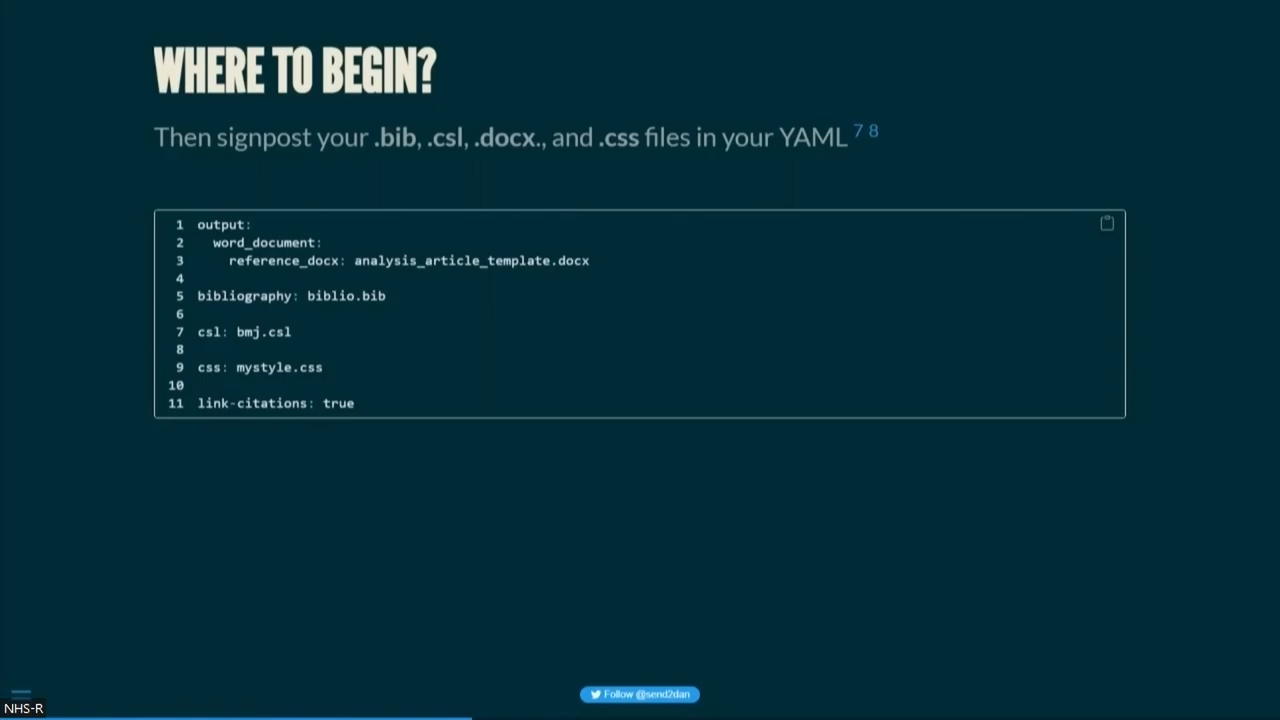 WHERE TO BEGIN?
Then signpost your .bib, .csl, .docx., and .css files in your YAML 7 8
1 output:
2 word_document:
3 reference_docx: analysis_article_template.docx
4
5 bibliography: biblio.bib
6
7 csl: bmj.csl
8
9 css: mystyle.css
10
11 link-citations: true
Follow @send2dan
NHS-R